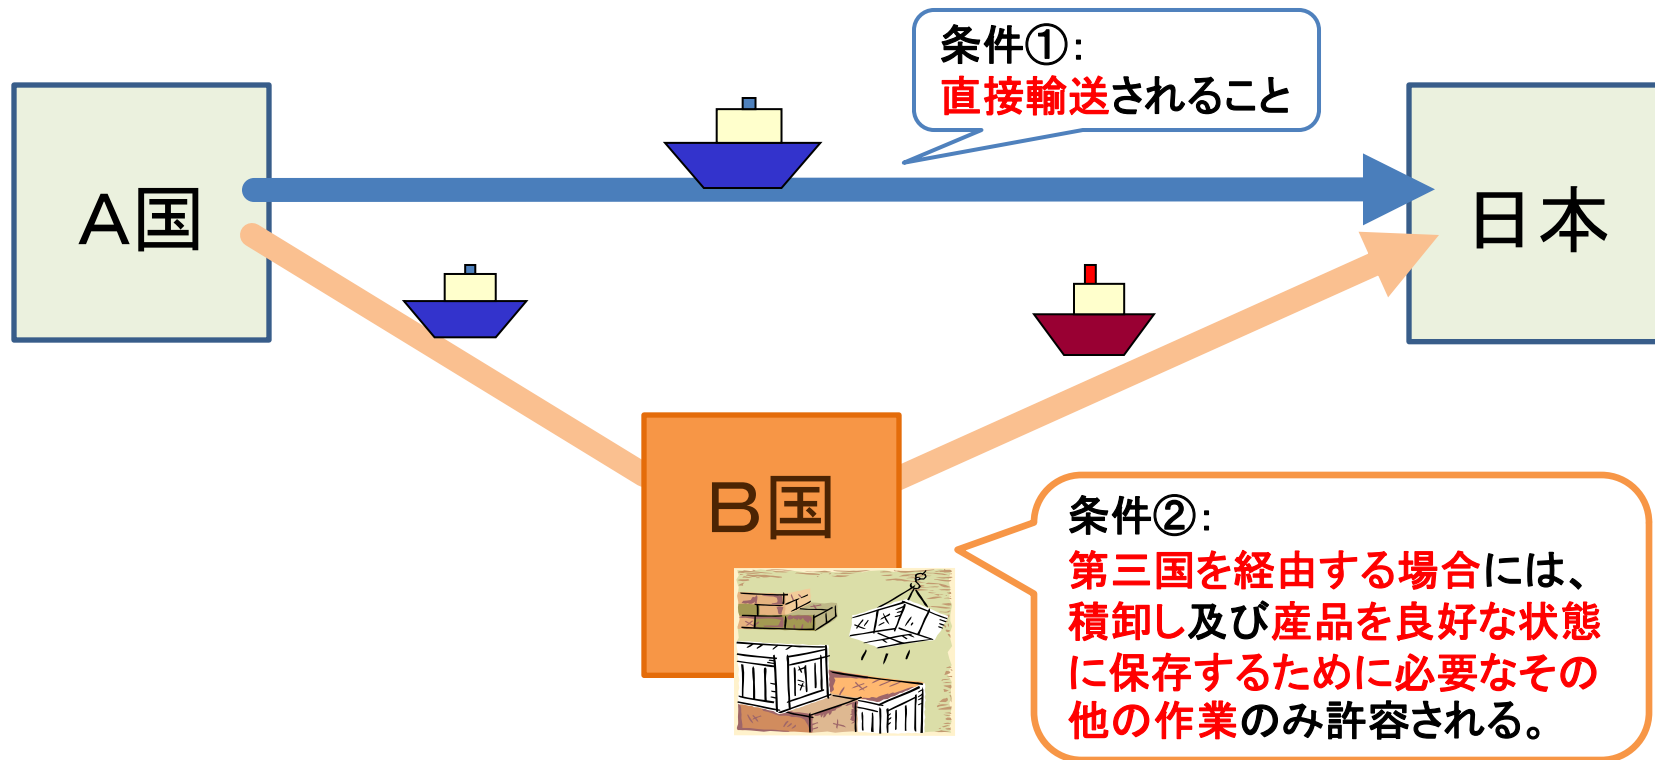 条件①：
直接輸送されること
A国
日本
B国
条件②：
第三国を経由する場合には、
積卸し及び産品を良好な状態
に保存するために必要なその
他の作業のみ許容される。